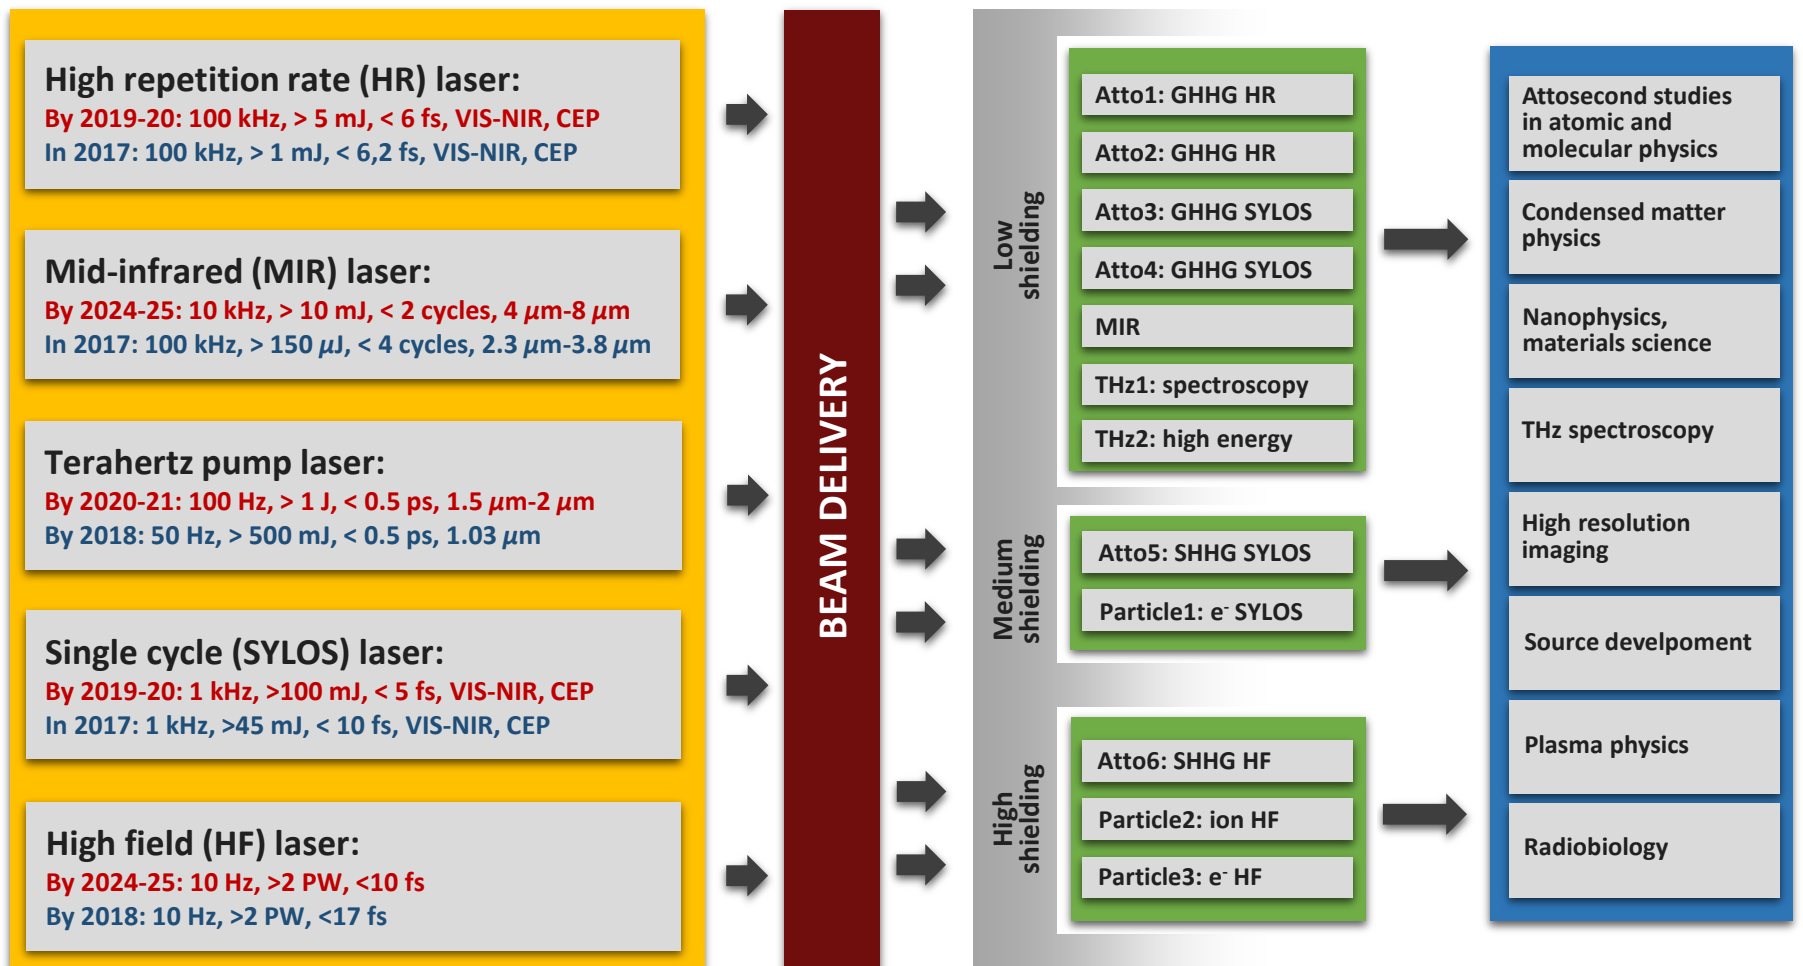 High repetition rate (HR) laser:
By 2019-20: 100 kHz, > 5 mJ, < 6 fs, VIS-NIR, CEP
In 2017: 100 kHz, > 1 mJ, < 6,2 fs, VIS-NIR, CEP
Mid-infrared (MIR) laser:
By 2024-25: 10 kHz, > 10 mJ, < 2 cycles, 4 μm-8 μm
In 2017: 100 kHz, > 150 μJ, < 4 cycles, 2.3 μm-3.8 μm
Terahertz pump laser:
By 2020-21: 100 Hz, > 1 J, < 0.5 ps, 1.5 μm-2 μm
By 2018: 50 Hz, > 500 mJ, < 0.5 ps, 1.03 μm
Single cycle (SYLOS) laser:
By 2019-20: 1 kHz, >100 mJ, < 5 fs, VIS-NIR, CEP
In 2017: 1 kHz, >45 mJ, < 10 fs, VIS-NIR, CEP
High field (HF) laser:
By 2024-25: 10 Hz, >2 PW, <10 fs
By 2018: 10 Hz, >2 PW, <17 fs
BEAM DELIVERY
Low
shielding
Atto1: GHHG HR
Atto2: GHHG HR
Atto3: GHHG SYLOS
Atto4: GHHG SYLOS
MIR
THz1: spectroscopy
THz2: high energy
Medium
shielding
Atto5: SHHG SYLOS
Particle1: e⁻ SYLOS
High
shielding
Atto6: SHHG HF
Particle2: ion HF
Particle3: e⁻ HF
Attosecond studies
in atomic and
molecular physics
Condensed matter
physics
Nanophysics,
materials science
THz spectroscopy
High resolution
imaging
Source develpoment
Plasma physics
Radiobiology